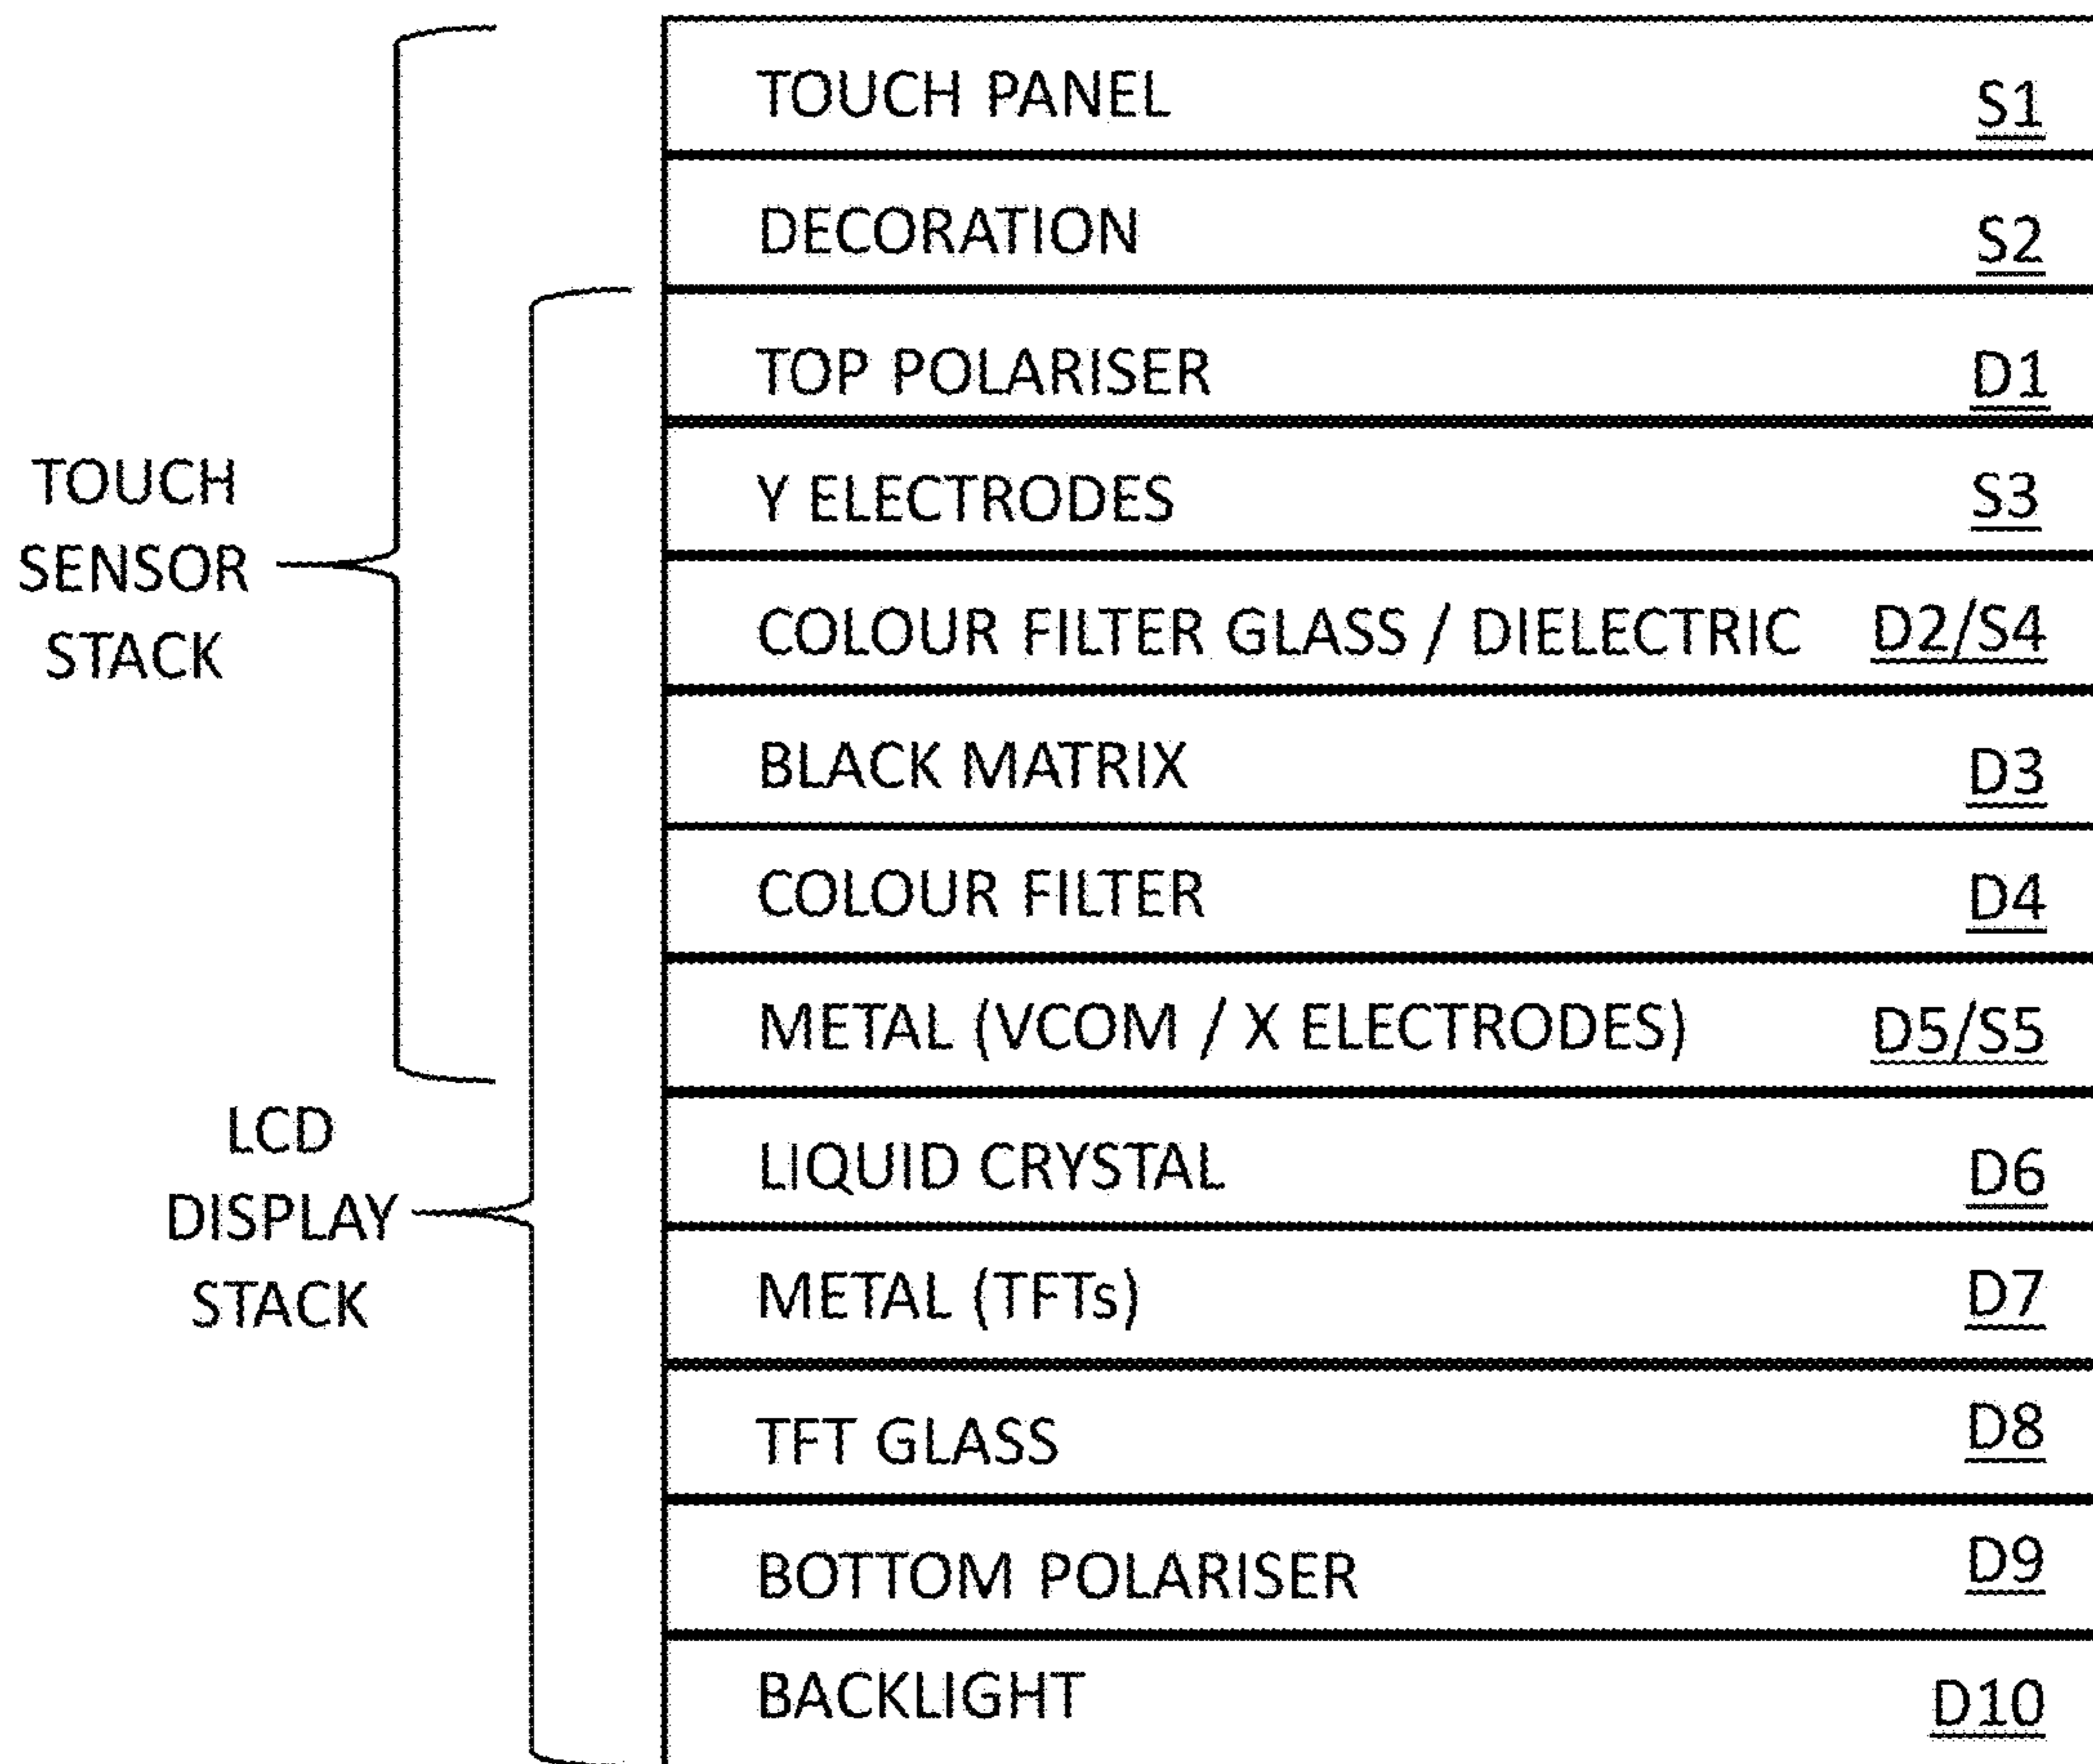 TOUCH PANEL S1
DECORATION S2
TOP POLARISER D1
Y ELECTRODES S3
COLOUR FILTER GLASS / DIELECTRIC D2/S4
BLACK MATRIX D3
COLOUR FILTER D4
METAL (VCOM / X ELECTRODES) D5/S5
LIQUID CRYSTAL D6
METAL (TFTs) D7
TFT GLASS D8
BOTTOM POLARISER D9
BACKLIGHT D10
TOUCH
SENSOR
STACK
LCD
DISPLAY
STACK